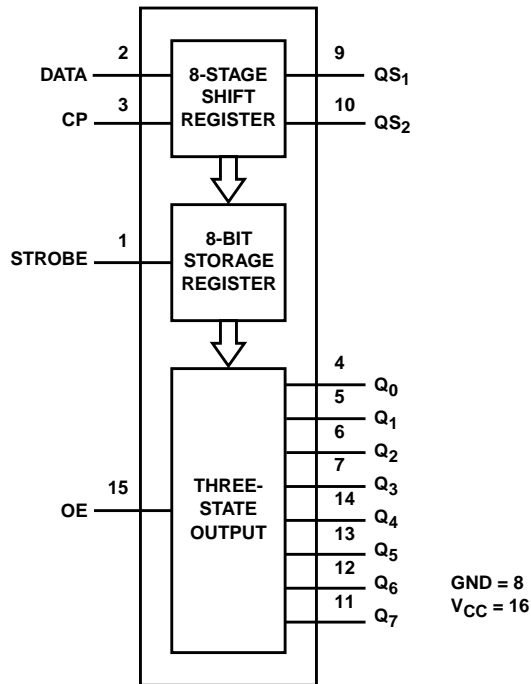 2
DATA
3
CP
8-STAGE
SHIFT
REGISTER
9
QS1
10
QS2
1
STROBE
8-BIT
STORAGE
REGISTER
15
OE
THREE-
STATE
OUTPUT
4
Q0
5
Q1
6
Q2
7
Q3
14
Q4
13
Q5
12
Q6
11
Q7
GND = 8
VCC = 16